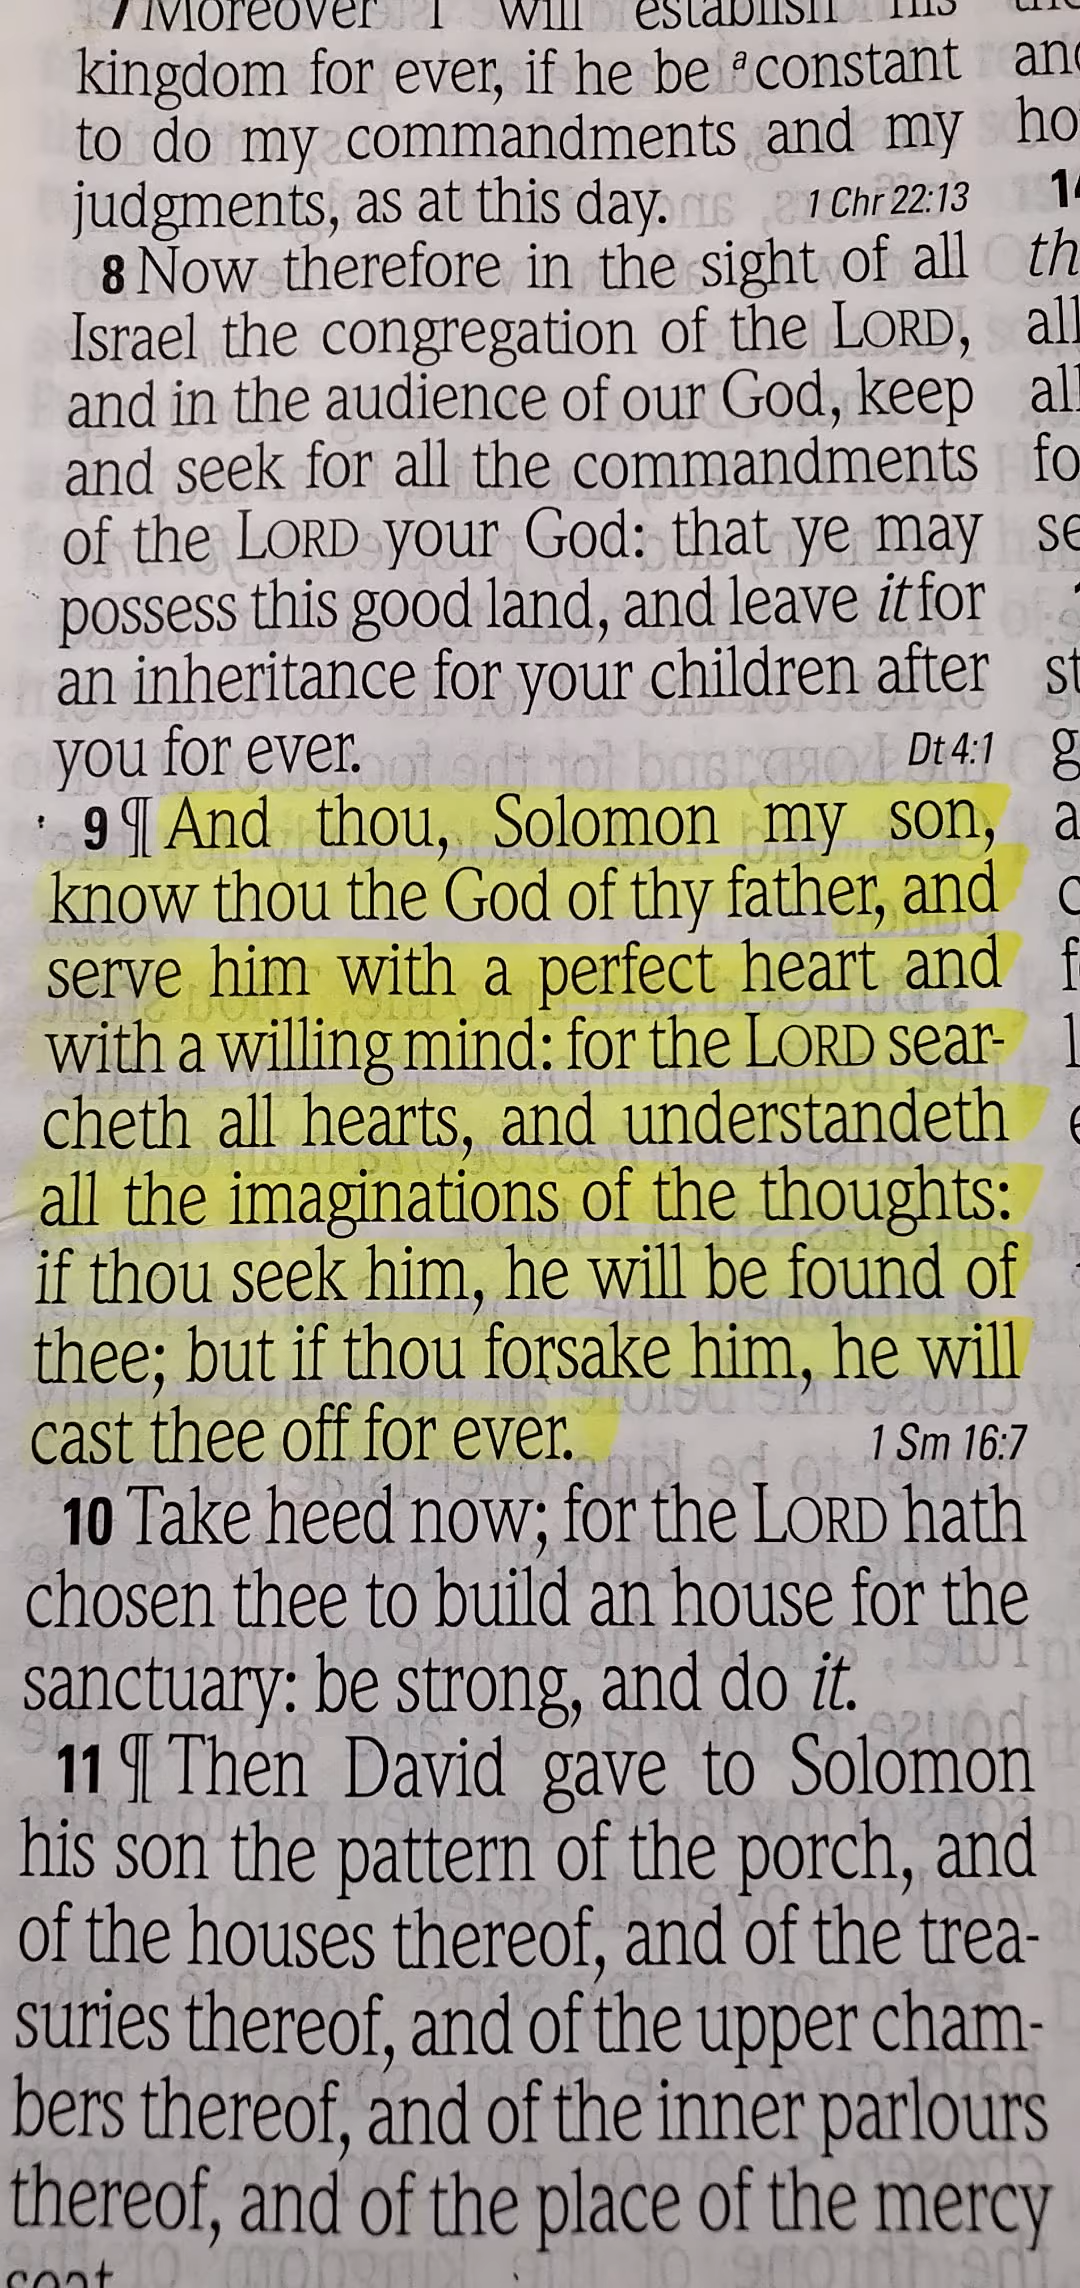 7 Moreover I will establish his
kingdom for ever, if he be ᵃconstant
to do my commandments and my
judgments, as at this day. 1 Chr 22:13
8 Now therefore in the sight of all
Israel the congregation of the LORD,
and in the audience of our God, keep
and seek for all the commandments
of the LORD your God: that ye may
possess this good land, and leave it for
an inheritance for your children after
you for ever. Dt 4:1
9 ¶ And thou, Solomon my son,
know thou the God of thy father, and
serve him with a perfect heart and
with a willing mind: for the LORD sear-
cheth all hearts, and understandeth
all the imaginations of the thoughts:
if thou seek him, he will be found of
thee; but if thou forsake him, he will
cast thee off for ever. 1 Sm 16:7
10 Take heed now; for the LORD hath
chosen thee to build an house for the
sanctuary: be strong, and do it.
11 ¶ Then David gave to Solomon
his son the pattern of the porch, and
of the houses thereof, and of the trea-
suries thereof, and of the upper cham-
bers thereof, and of the inner parlours
thereof, and of the place of the mercy
seat